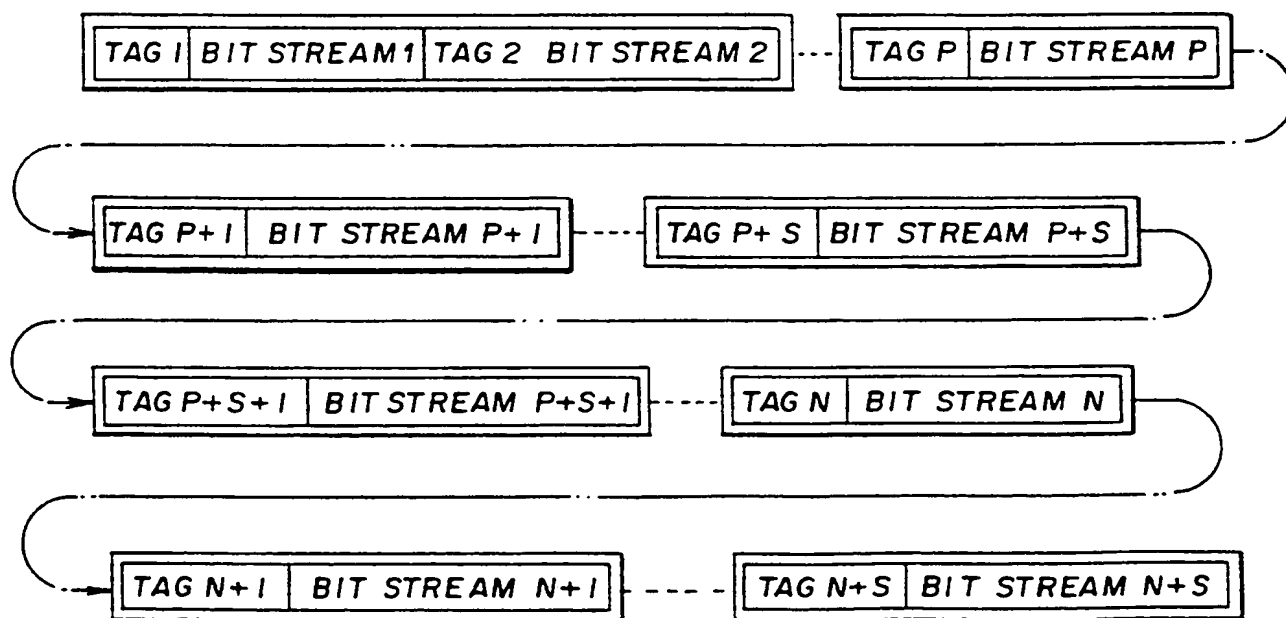 TAG 1 BIT STREAM 1 TAG 2 BIT STREAM 2 TAG P BIT STREAM P
TAG P+1 BIT STREAM P+1 TAG P+S BIT STREAM P+S
TAG P+S+1 BIT STREAM P+S+1 TAG N BIT STREAM N
TAG N+1 BIT STREAM N+1 TAG N+S BIT STREAM N+S